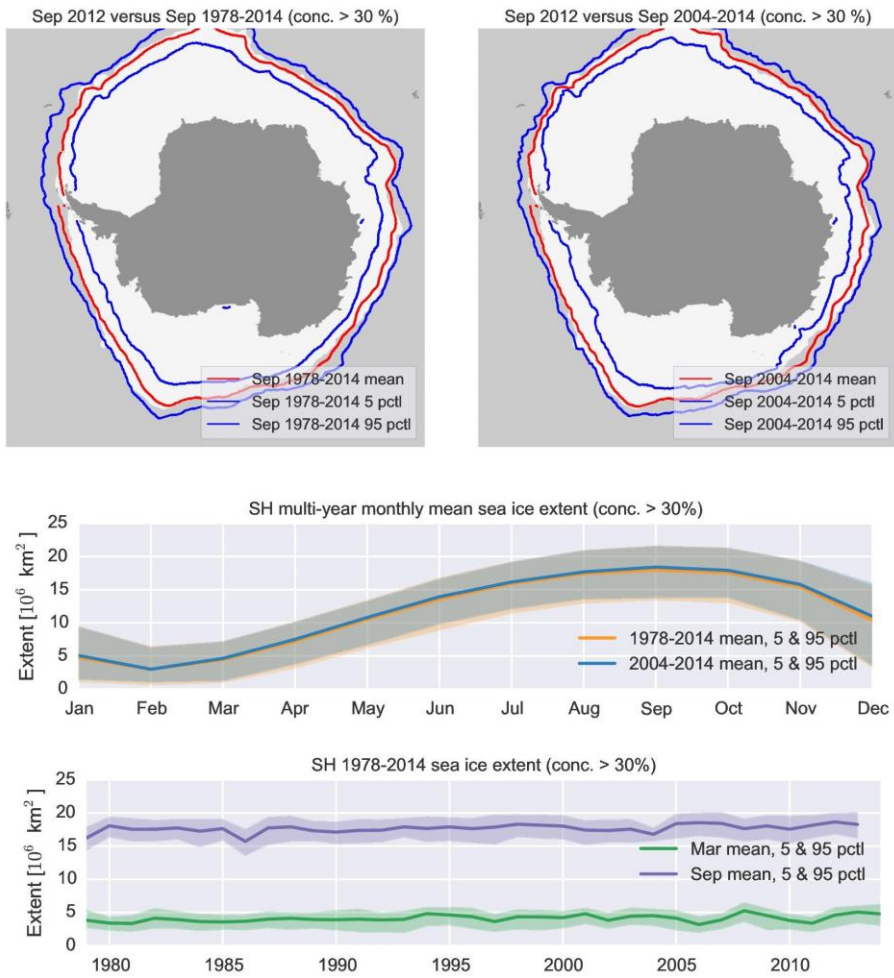 Sep 2012 versus Sep 1978-2014 (conc. > 30 %)
Sep 1978-2014 mean
Sep 1978-2014 5 pctl
Sep 1978-2014 95 pctl
Sep 2012 versus Sep 2004-2014 (conc. > 30 %)
Sep 2004-2014 mean
Sep 2004-2014 5 pctl
Sep 2004-2014 95 pctl
SH multi-year monthly mean sea ice extent (conc. > 30%)
Extent [10⁶ km²]
25
20
15
10
5
0
1978-2014 mean, 5 & 95 pctl
2004-2014 mean, 5 & 95 pctl
Jan Feb Mar Apr May Jun Jul Aug Sep Oct Nov Dec
SH 1978-2014 sea ice extent (conc. > 30%)
Extent [10⁶ km²]
25
20
15
10
5
0
Mar mean, 5 & 95 pctl
Sep mean, 5 & 95 pctl
1980 1985 1990 1995 2000 2005 2010